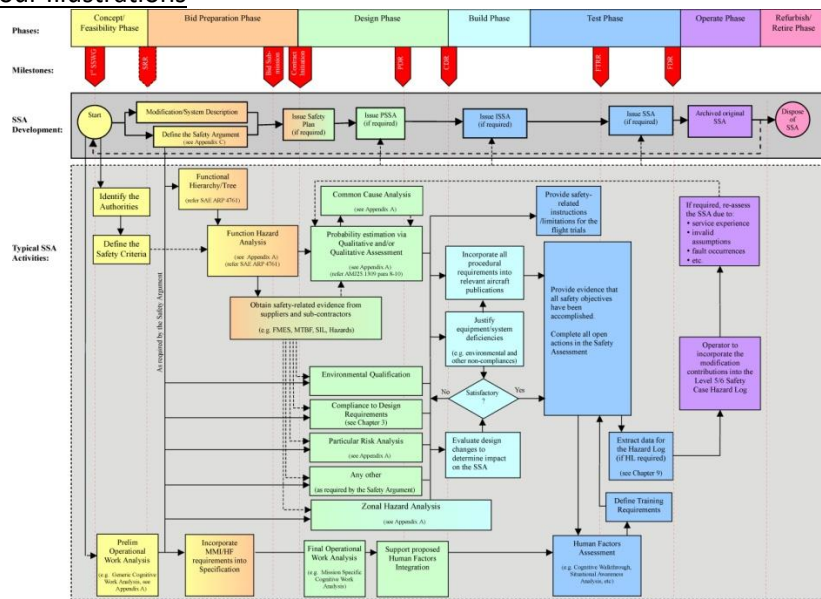 Our Illustrations
Phases:
Concept/
Feasibility Phase
Bid Preparation Phase
Design Phase
Build Phase
Test Phase
Operate Phase
Refurbish/
Retire Phase
Milestones:
1st SSWG
SRR
Bid Sub-
mission
Contract
Initiation
PDR
CDR
FTRR
FDR
SSA
Development:
Start
Modification/System Description
Define the Safety Argument
(see Appendix C)
Issue Safety
Plan
(if required)
Issue PSSA
(if required)
Issue ISSA
(if required)
Issue SSA
(if required)
Archived original
SSA
Dispose
of
SSA
Typical SSA
Activities:
Identify the
Authorities
Define the
Safety Criteria
Functional
Hierarchy/Tree
(refer SAE ARP 4761)
Function Hazard
Analysis
(see Appendix A)
(refer SAE ARP 4761)
Common Cause Analysis
(see Appendix A)
Probability estimation via
Qualitative and/or
Qualitative Assessment
(see Appendix A)
(refer AMJ25.1309 para 8-10)
Obtain safety-related evidence from
suppliers and sub-contractors
(e.g. FMES, MTBF, SIL, Hazards)
As required by the Safety Argument
Environmental Qualification
Compliance to Design
Requirements
(see Chapter 3)
Particular Risk Analysis
(see Appendix A)
Any other
(as required by the Safety Argument)
Zonal Hazard Analysis
(see Appendix A)
Incorporate all
procedural
requirements into
relevant aircraft
publications
Justify
equipment/system
deficiencies
(e.g. environmental and
other non-compliances)
No
Satisfactory
?
Yes
Evaluate design
changes to
determine impact
on the SSA
Provide safety-
related
instructions
/limitations for the
flight trials
Provide evidence that
all safety objectives
have been
accomplished.
Complete all open
actions in the Safety
Assessment
Extract data for
the Hazard Log
(if HL required)
(see Chapter 9)
Define Training
Requirements
If required, re-assess
the SSA due to:
• service experience
• invalid
assumptions
• fault occurrences
• etc.
Operator to
incorporate the
modification
contributions into the
Level 5/6 Safety
Case Hazard Log
Prelim
Operational
Work Analysis
(e.g. Generic Cognitive
Work Analysis, see
Appendix A)
Incorporate
MMI/HF
requirements into
Specification
Final Operational
Work Analysis
(e.g. Mission Specific
Cognitive Work
Analysis)
Support proposed
Human Factors
Integration
Human Factors
Assessment
(e.g. Cognitive Walkthrough,
Situational Awareness
Analysis, etc)